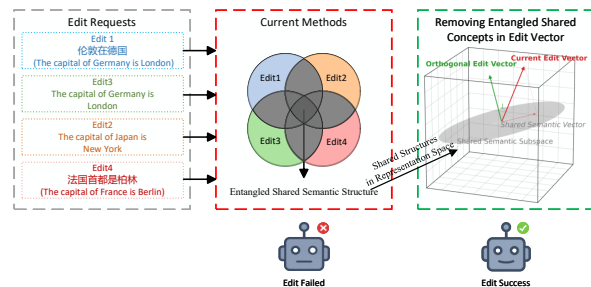 Edit Requests
Edit 1
伦敦在德国
(The capital of Germany is London)
Edit3
The capital of Germany is
London
Edit2
The capital of Japan is
New York
Edit4
法国首都是柏林
(The capital of France is Berlin)
Current Methods
Edit1
Edit2
Edit3
Edit4
Entangled Shared Semantic Structure
Edit Failed
Shared Structures
in Representation Space
Removing Entangled Shared
Concepts in Edit Vector
Current Edit Vector
Orthogonal Edit Vector
Shared Semantic Vector
Shared Semantic Subspace
Edit Success